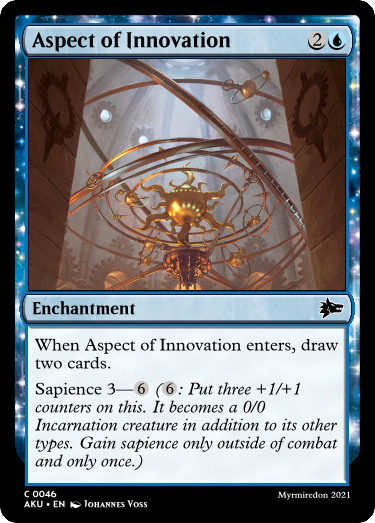 Aspect of Innovation 2
Enchantment
When Aspect of Innovation enters, draw
two cards.
Sapience 3—6 (6: Put three +1/+1
counters on this. It becomes a 0/0
Incarnation creature in addition to its other
types. Gain sapience only outside of combat
and only once.)
C 0046
AKU • EN Johannes Voss
Myrmiredon 2021